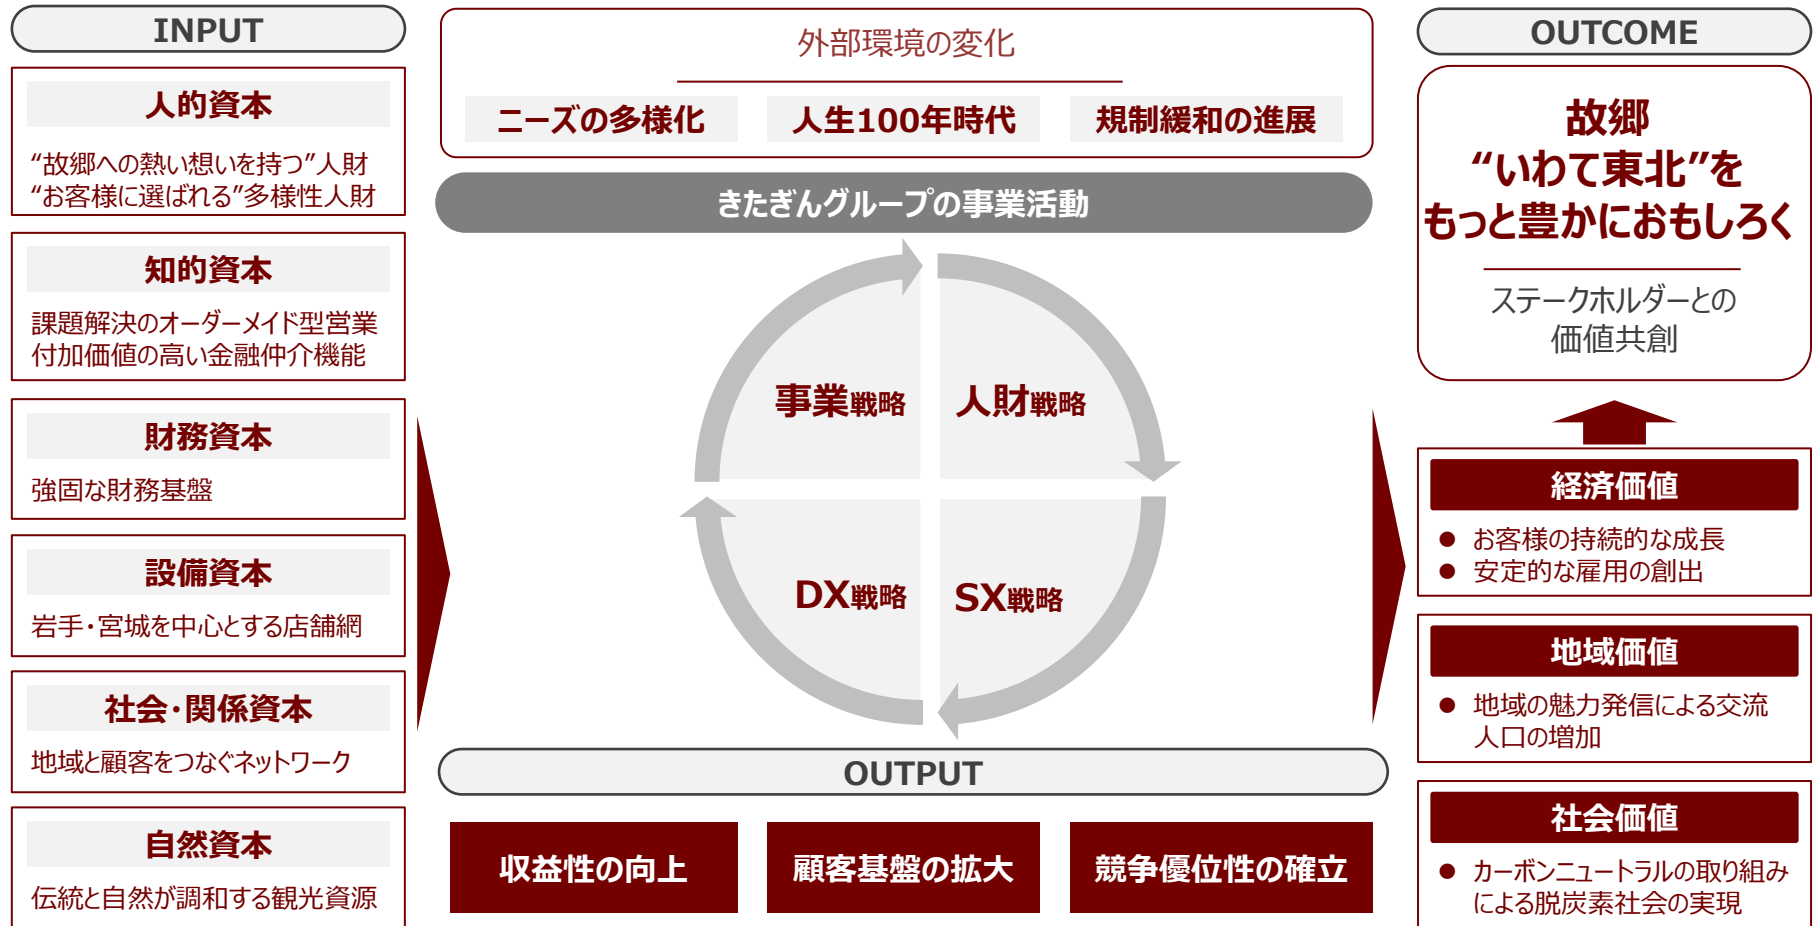 INPUT
人的資本
“故郷への熱い想いを持つ”人財
“お客様に選ばれる”多様性人財
知的資本
課題解決のオーダーメイド型営業
付加価値の高い金融仲介機能
財務資本
強固な財務基盤
設備資本
岩手・宮城を中心とする店舗網
社会・関係資本
地域と顧客をつなぐネットワーク
自然資本
伝統と自然が調和する観光資源
外部環境の変化
ニーズの多様化
人生100年時代
規制緩和の進展
きたぎんグループの事業活動
事業戦略
人財戦略
DX戦略
SX戦略
OUTPUT
収益性の向上
顧客基盤の拡大
競争優位性の確立
OUTCOME
故郷
“いわて東北”を
もっと豊かにおもしろく
ステークホルダーとの
価値共創
経済価値
● お客様の持続的な成長
● 安定的な雇用の創出
地域価値
● 地域の魅力発信による交流
人口の増加
社会価値
● カーボンニュートラルの取り組み
による脱炭素社会の実現